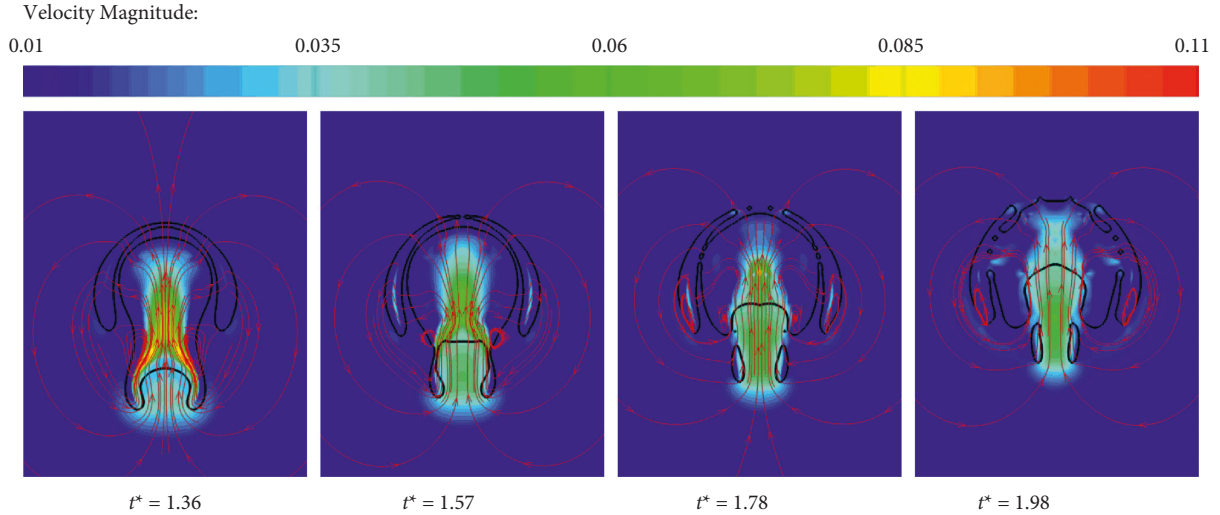 Velocity Magnitude:
0.01 0.035 0.06 0.085 0.11
t* = 1.36 t* = 1.57 t* = 1.78 t* = 1.98